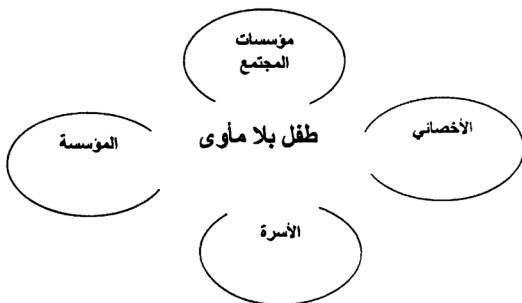 مؤسسات
المجتمع
طفل بلا مأوى
الأخصائي
المؤسسة
الأسرة